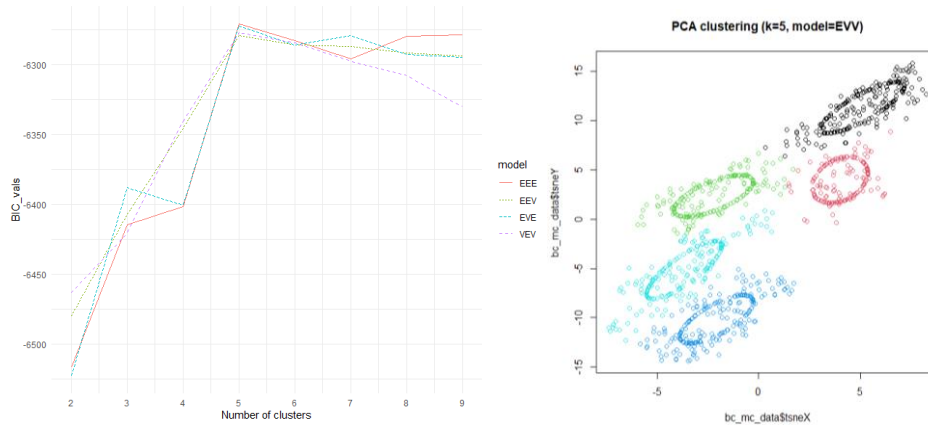 -6300
-6350
-6400
-6450
-6500
BIC_vals
2 3 4 5 6 7 8 9
Number of clusters
model
EEE
EEV
EVE
VEV
PCA clustering (k=5, model=EVV)
15
10
5
0
-5
-10
-15
bc_mc_data$tsneY
-5 0 5
bc_mc_data$tsneX